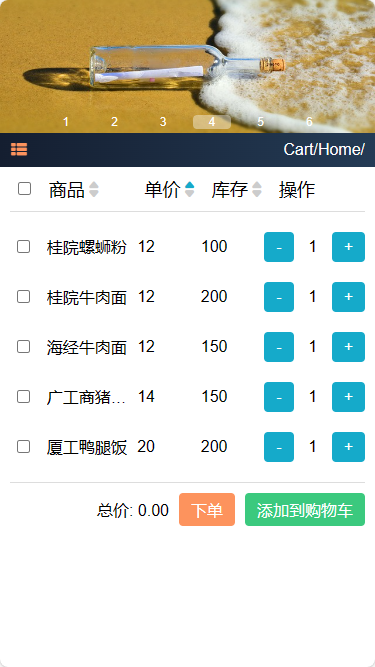 1 2 3 4 5 6
Cart/Home/
商品 单价 库存 操作
桂院螺蛳粉 12 100 - 1 +
桂院牛肉面 12 200 - 1 +
海经牛肉面 12 150 - 1 +
广工商猪... 14 150 - 1 +
厦工鸭腿饭 20 200 - 1 +
总价: 0.00 下单 添加到购物车